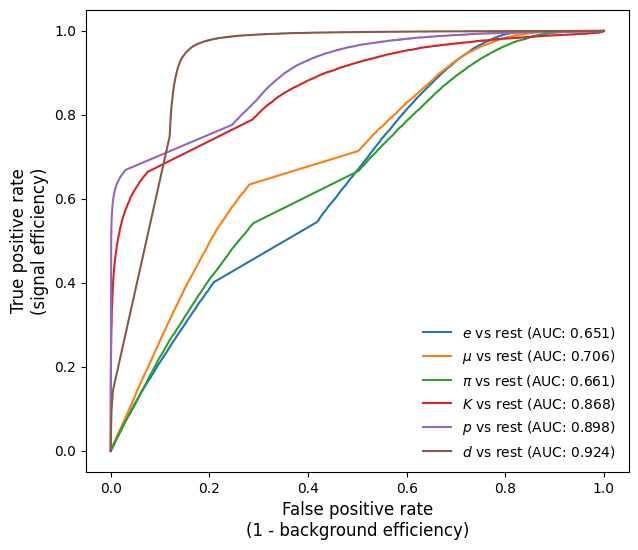 1.0
0.8
0.6
0.4
0.2
0.0
True positive rate
(signal efficiency)
e vs rest (AUC: 0.651)
μ vs rest (AUC: 0.706)
π vs rest (AUC: 0.661)
K vs rest (AUC: 0.868)
p vs rest (AUC: 0.898)
d vs rest (AUC: 0.924)
0.0 0.2 0.4 0.6 0.8 1.0
False positive rate
(1 - background efficiency)